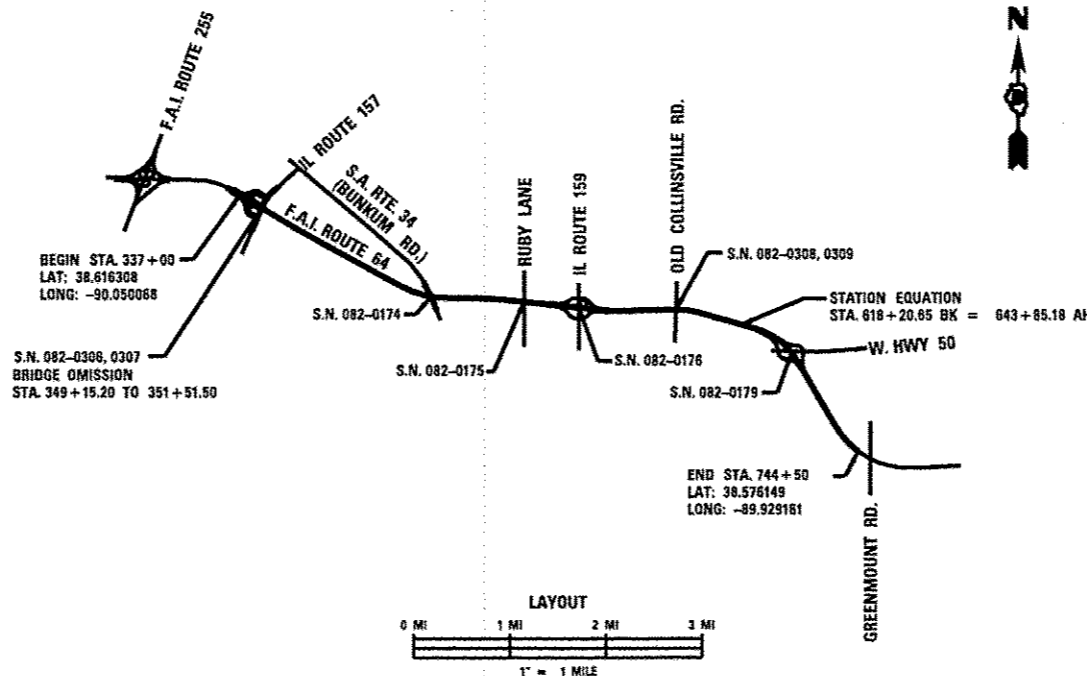 N
F.A.I. ROUTE 255
IL ROUTE 157
S.A. RTE. 34
(BUNKUM RD.)
F.A.I. ROUTE 64
RUBY LANE
IL ROUTE 159
OLD COLLINSVILLE RD.
S.N. 082-0308, 0309
BEGIN STA. 337+00
LAT: 38.616308
LONG: -90.050068
STATION EQUATION
STA. 618+20.65 BK = 643+85.18 AH
W. HWY 50
S.N. 082-0174
S.N. 082-0306, 0307
BRIDGE OMISSION
STA. 349+15.20 TO 351+51.50
S.N. 082-0175
S.N. 082-0176
S.N. 082-0179
END STA. 744+50
LAT: 38.576149
LONG: -89.929161
GREENMOUNT RD.
LAYOUT
0 MI 1 MI 2 MI 3 MI
1" = 1 MILE